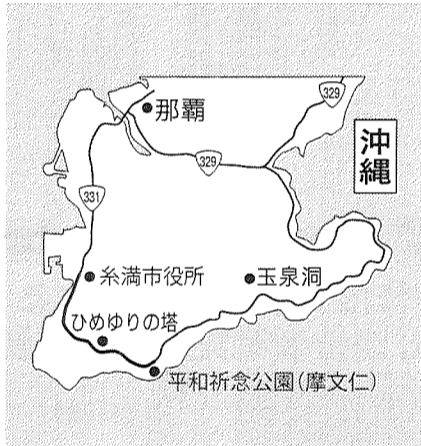 329
那覇
沖縄
329
331
糸満市役所
玉泉洞
ひめゆりの塔
平和祈念公園(摩文仁)